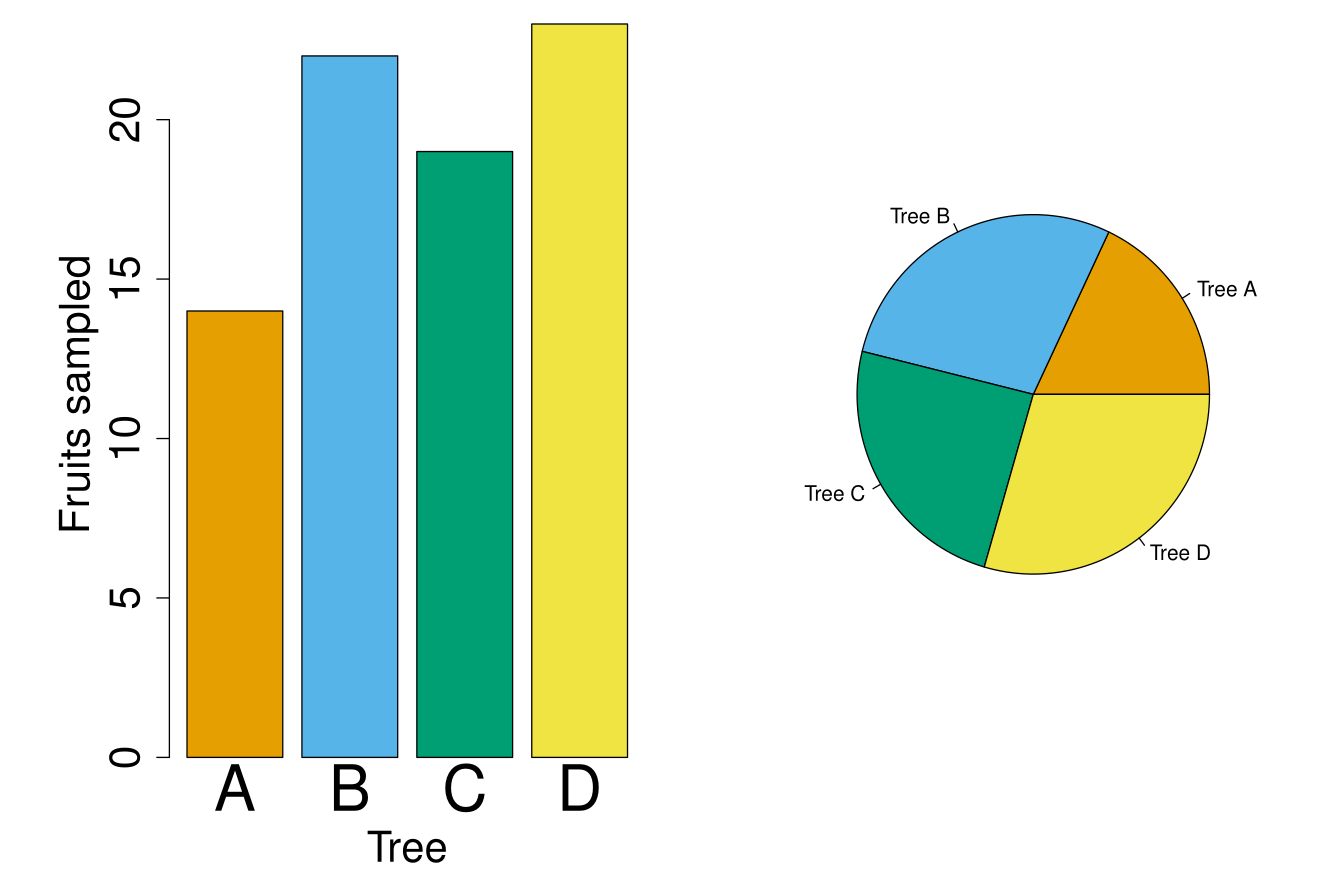 Fruits sampled
20
15
10
5
0
A B C D
Tree
Tree B
Tree A
Tree C
Tree D